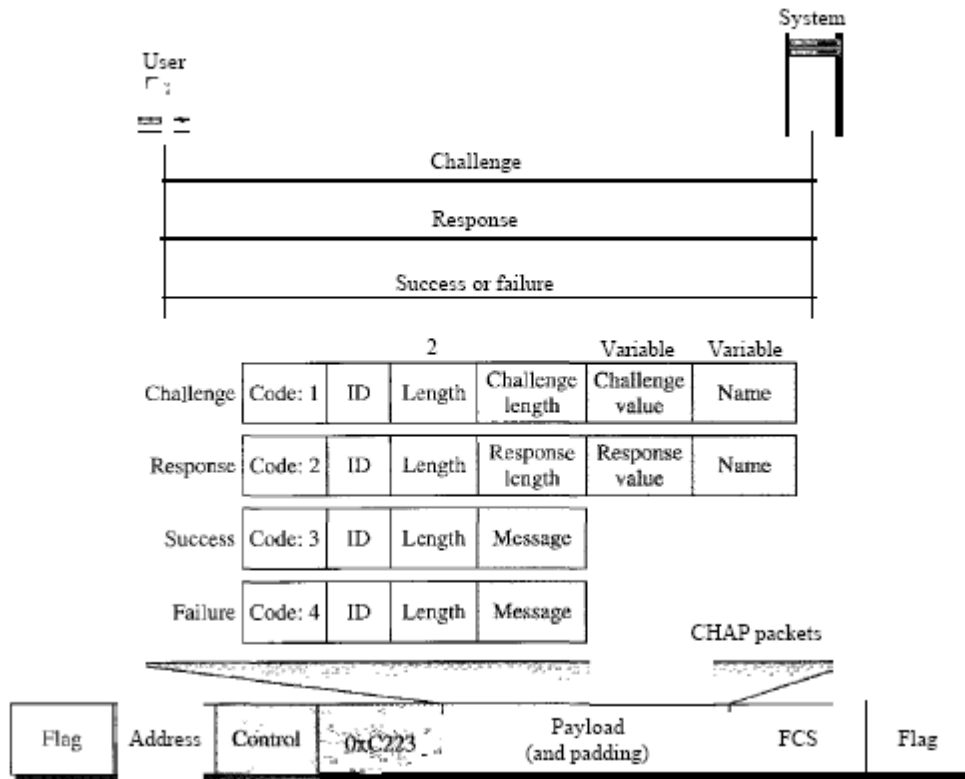 System
User
Challenge
Response
Success or failure
2 Variable Variable
Challenge Code: 1 ID Length Challenge length Challenge value Name
Response Code: 2 ID Length Response length Response value Name
Success Code: 3 ID Length Message
Failure Code: 4 ID Length Message
CHAP packets
Flag Address Control 0xC223 Payload (and padding) FCS Flag